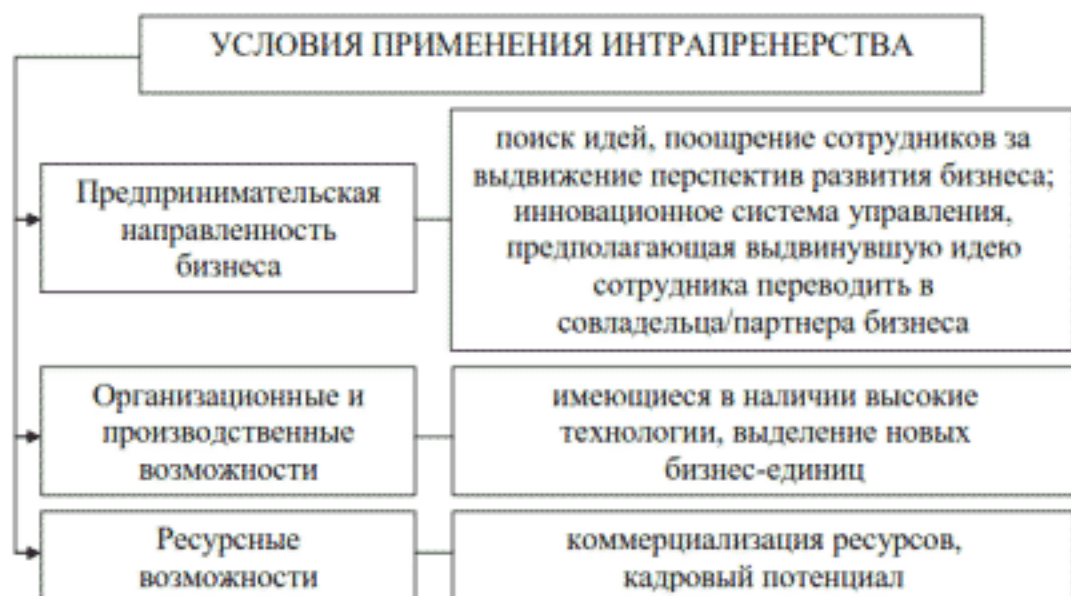 УСЛОВИЯ ПРИМЕНЕНИЯ ИНТРАПРЕНЕРСТВА
Предпринимательская
направленность
бизнеса
поиск идей, поощрение сотрудников за
выдвижение перспектив развития бизнеса;
инновационное система управления,
предполагающая выдвинувшую идею
сотрудника переводить в
совладельца/партнера бизнеса
Организационные и
производственные
возможности
имеющиеся в наличии высокие
технологии, выделение новых
бизнес-единиц
Ресурсные
возможности
коммерциализация ресурсов,
кадровый потенциал